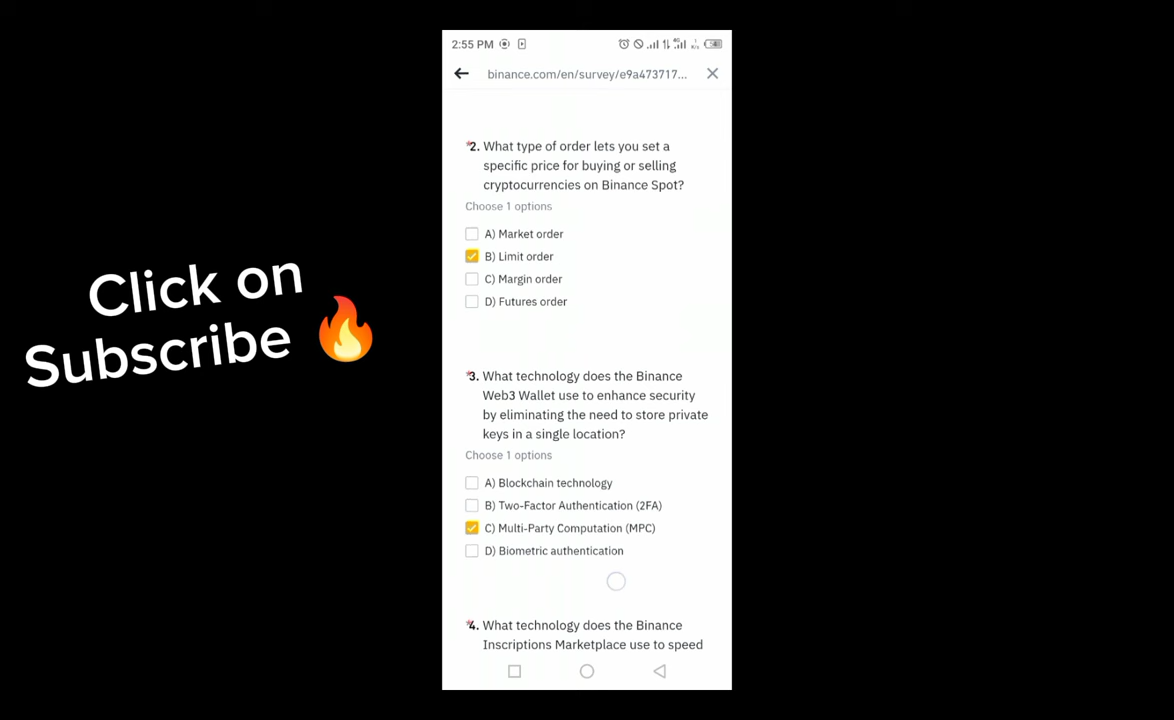 2:55 PM
binance.com/en/survey/e9a473717...
*2. What type of order lets you set a
specific price for buying or selling
cryptocurrencies on Binance Spot?
Choose 1 options
A) Market order
B) Limit order
C) Margin order
D) Futures order
Click on
Subscribe 🔥
*3. What technology does the Binance
Web3 Wallet use to enhance security
by eliminating the need to store private
keys in a single location?
Choose 1 options
A) Blockchain technology
B) Two-Factor Authentication (2FA)
C) Multi-Party Computation (MPC)
D) Biometric authentication
*4. What technology does the Binance
Inscriptions Marketplace use to speed